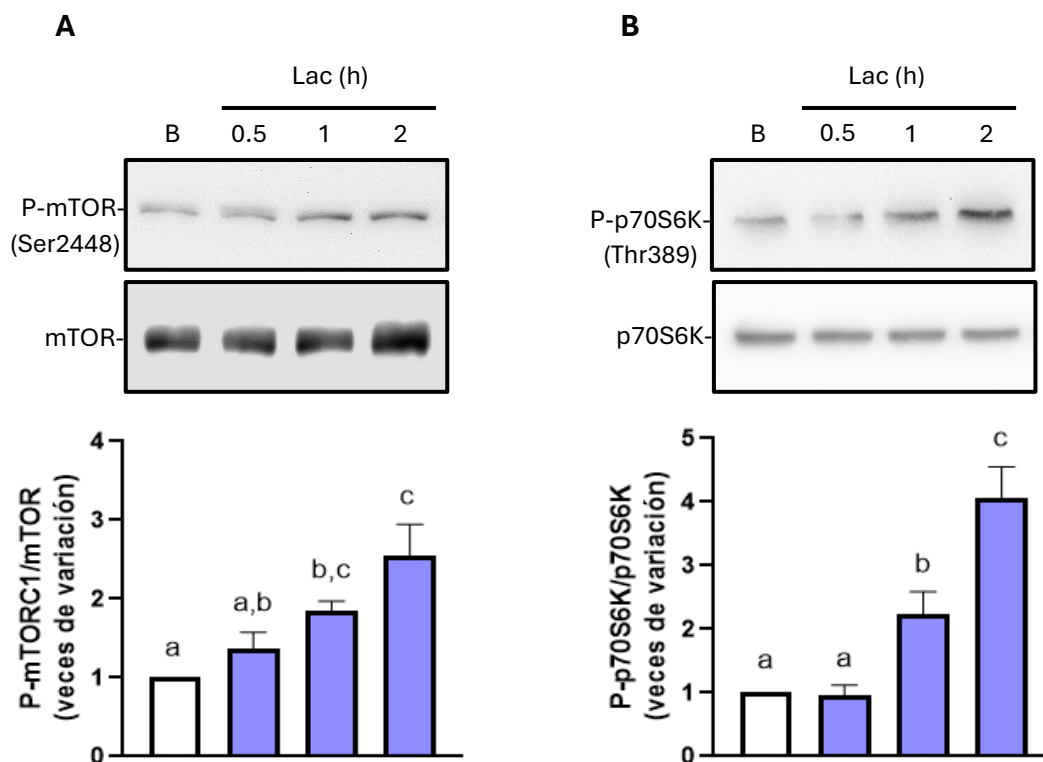 A
Lac (h)
B 0.5 1 2
P-mTOR-
(Ser2448)
mTOR-
4
3
2
1
0
P-mTORC1/mTOR
(veces de variación)
a
a,b
b,c
c
B
Lac (h)
B 0.5 1 2
P-p70S6K-
(Thr389)
p70S6K-
5
4
3
2
1
0
P-p70S6K/p70S6K
(veces de variación)
a
a
b
c